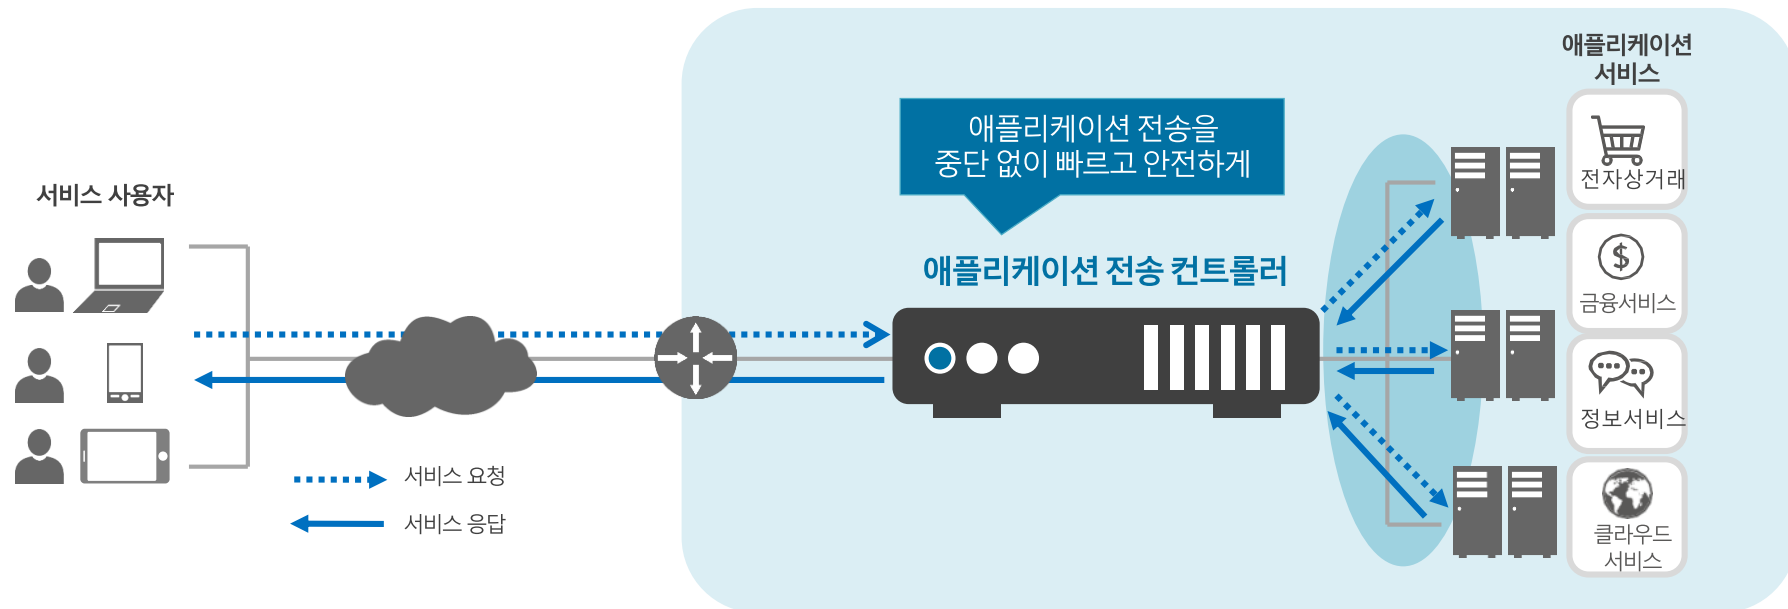 서비스 사용자
서비스 요청
서비스 응답
애플리케이션 전송을
중단 없이 빠르고 안전하게
애플리케이션 전송 컨트롤러
애플리케이션
서비스
전자상거래
금융서비스
정보서비스
클라우드
서비스